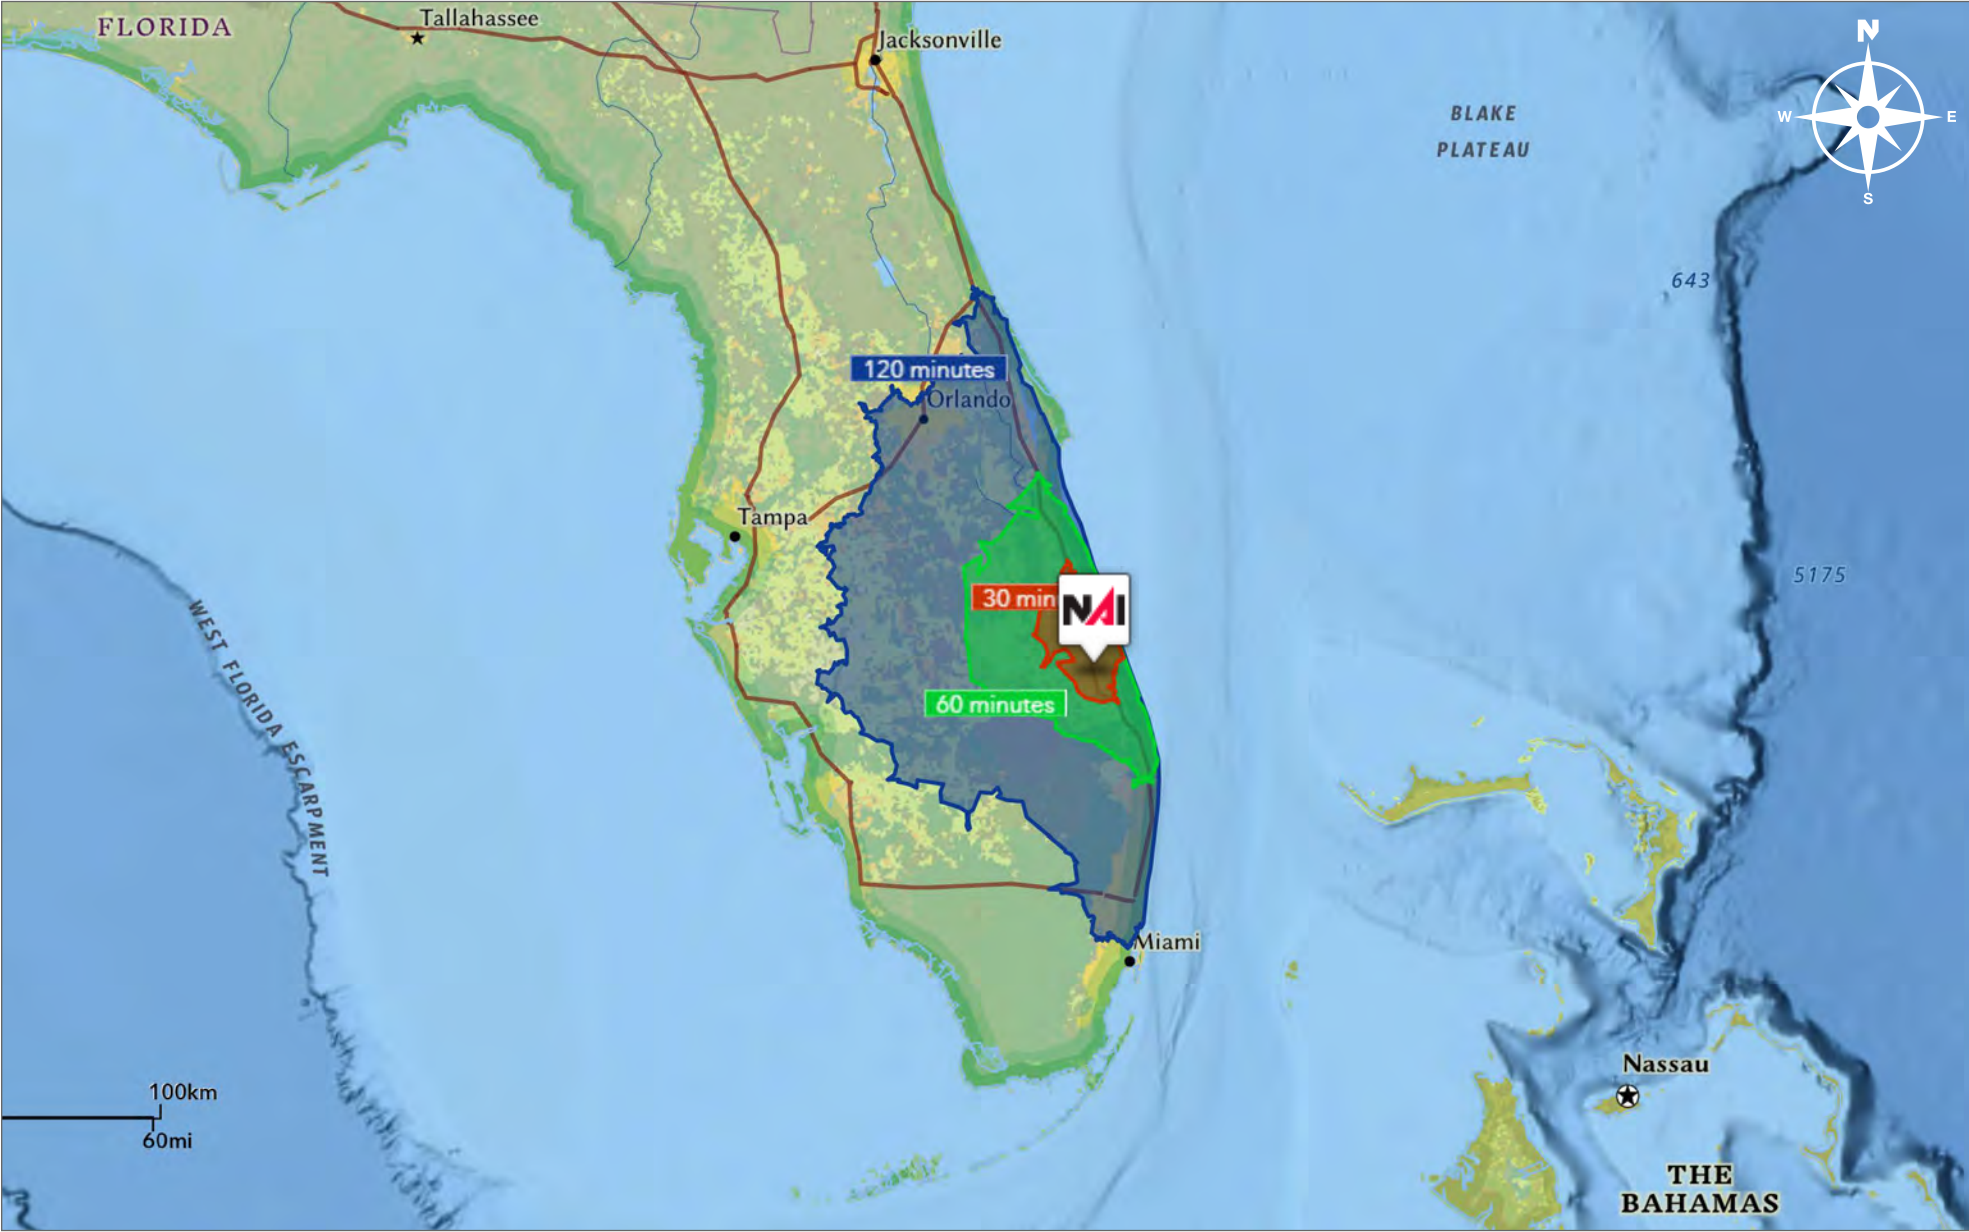 FLORIDA
Tallahassee
Jacksonville
N
W
E
S
BLAKE
PLATEAU
643
120 minutes
Orlando
Tampa
5175
30 min
NAI
60 minutes
WEST FLORIDA ESCARPMENT
Miami
Nassau
100km
60mi
THE
BAHAMAS